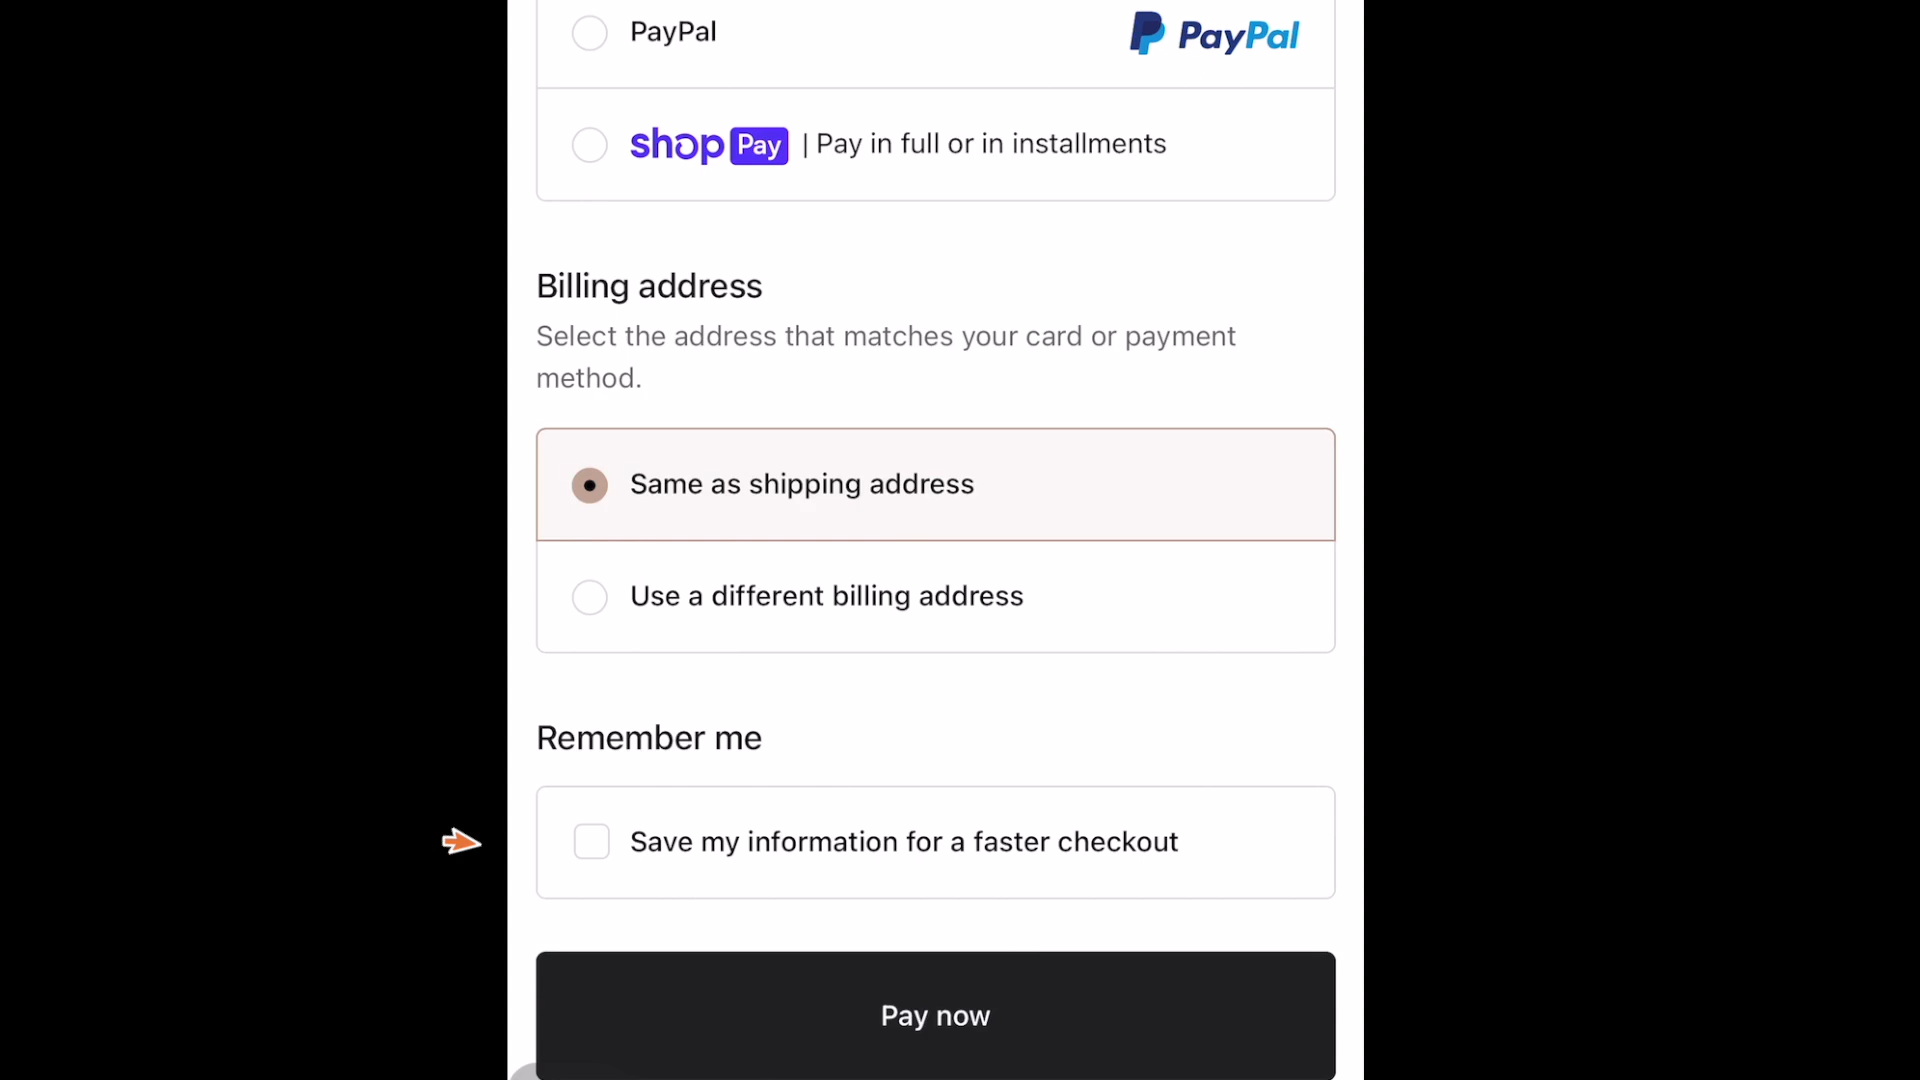 PayPal PayPal
shop Pay | Pay in full or in installments
Billing address
Select the address that matches your card or payment
method.
Same as shipping address
Use a different billing address
Remember me
Save my information for a faster checkout
Pay now